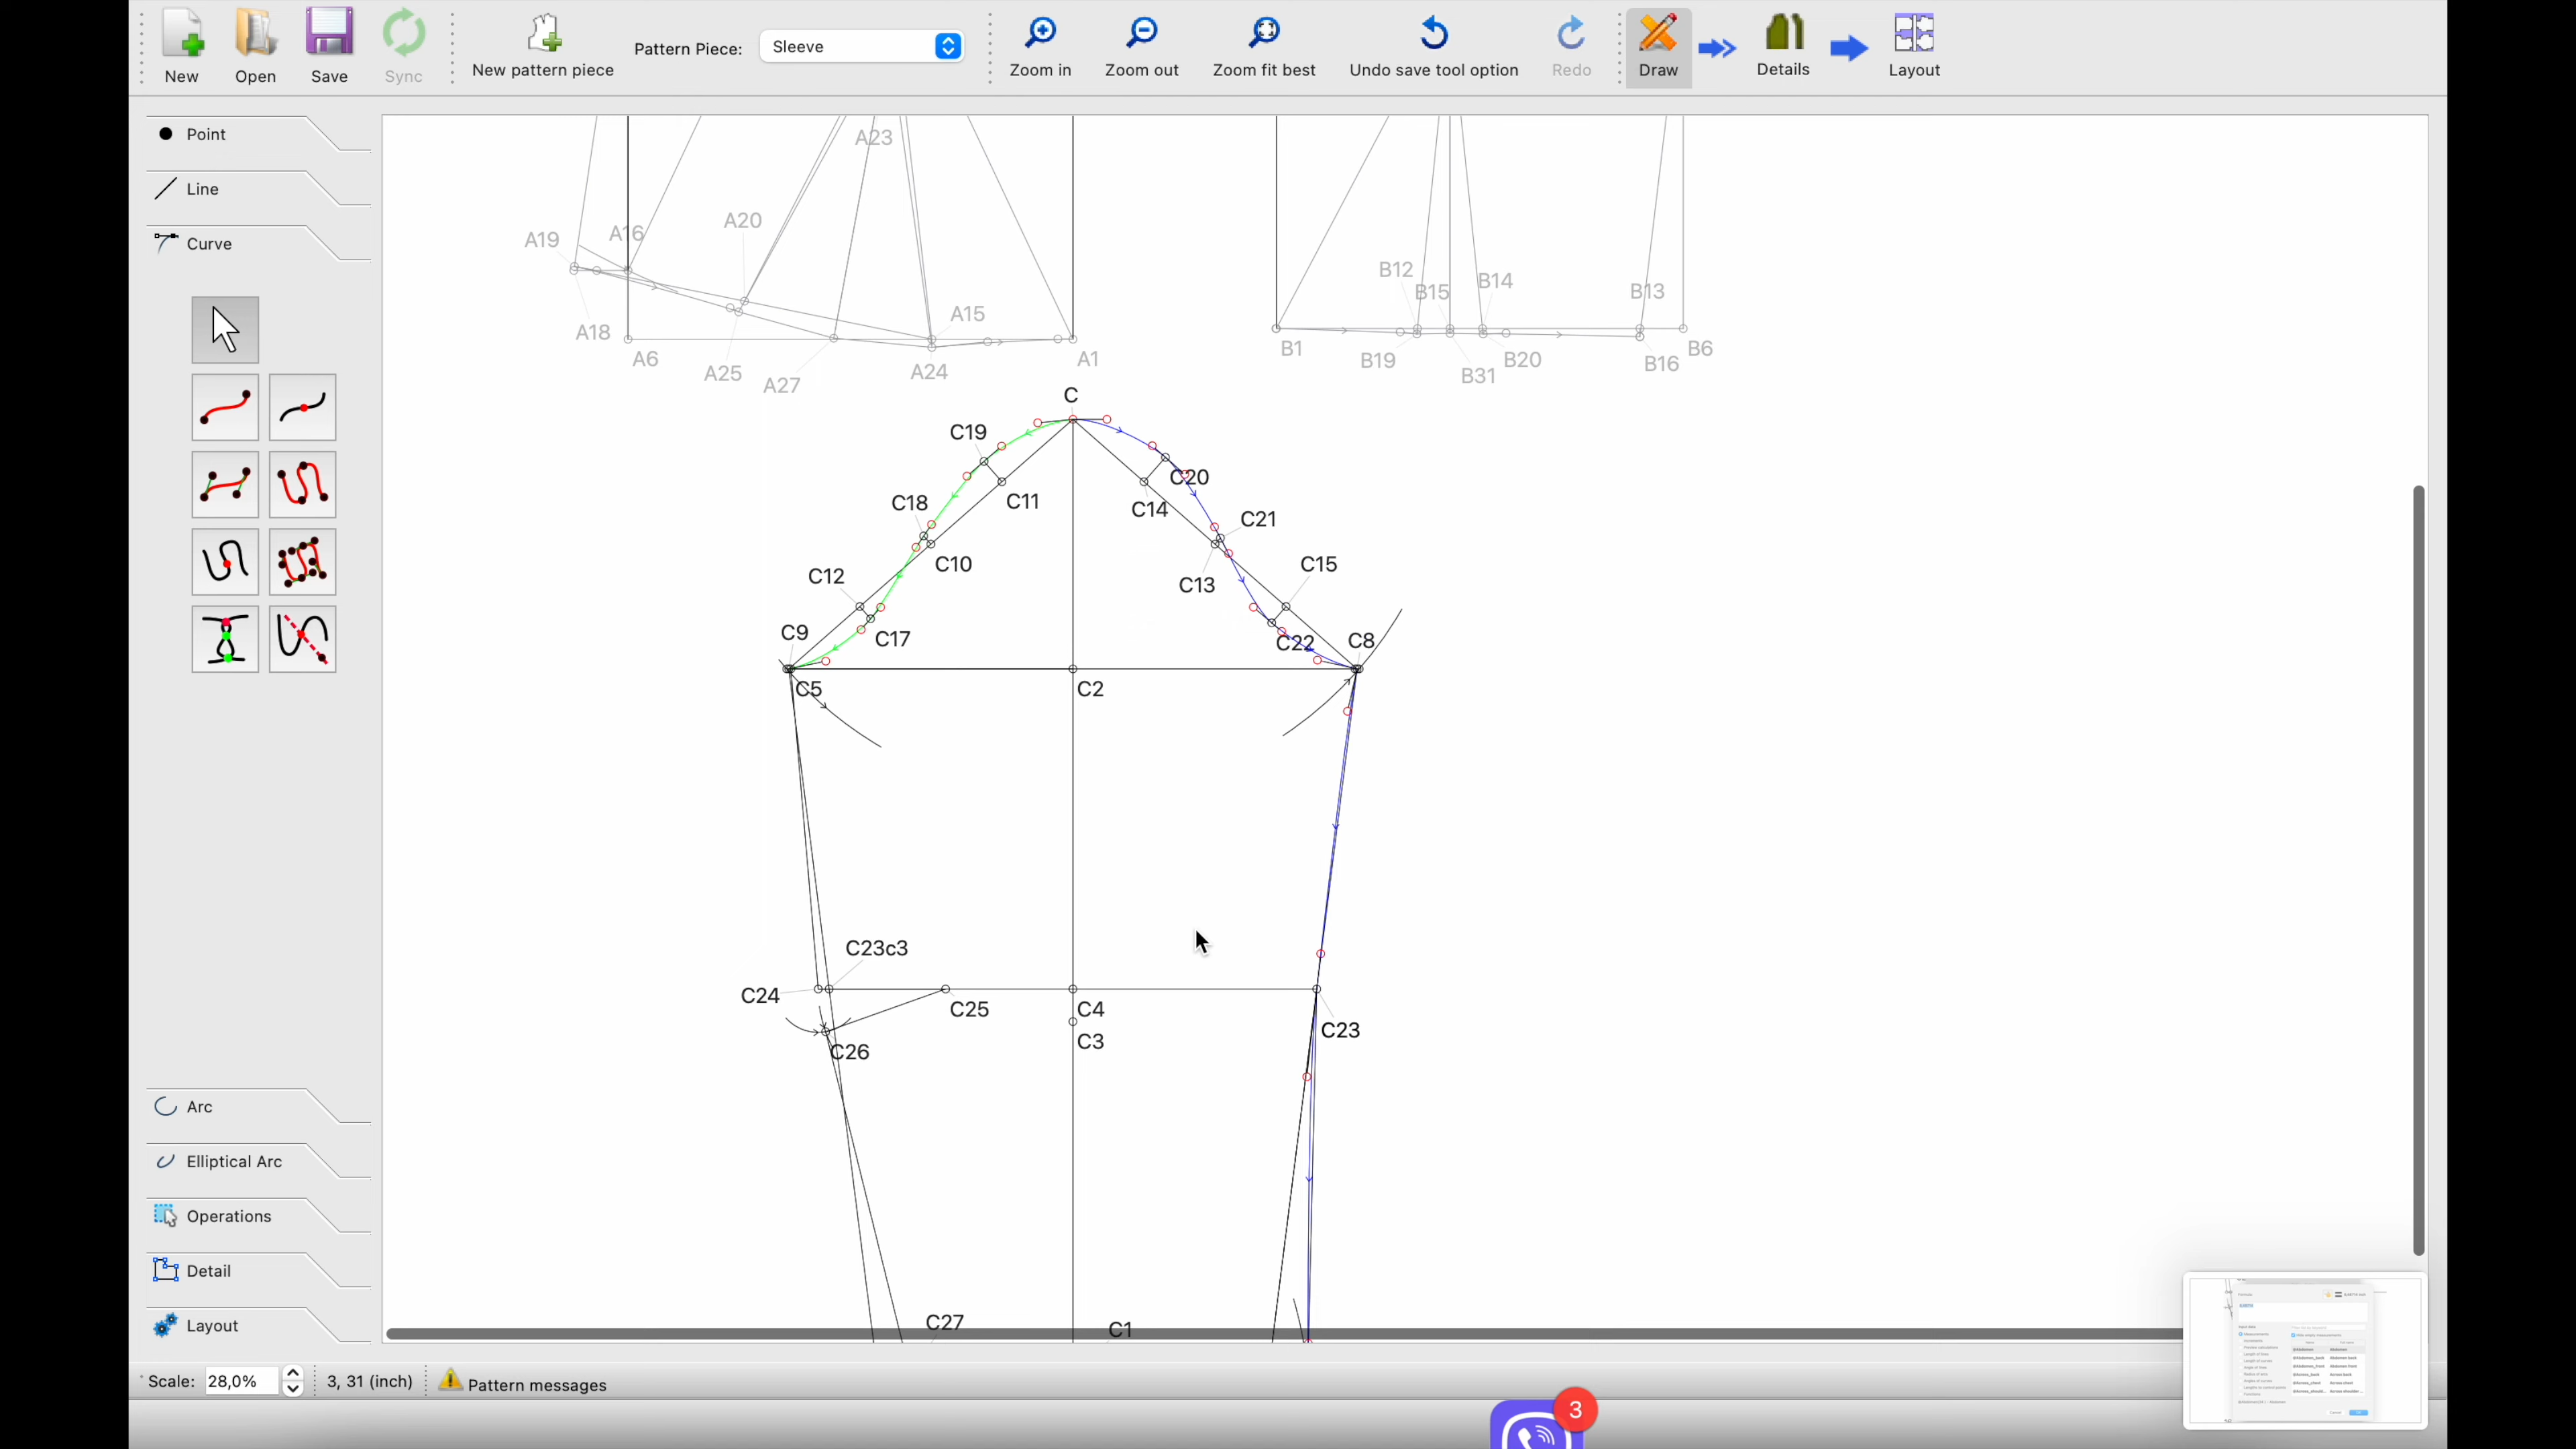 New
Open
Save
Sync
New pattern piece
Pattern Piece:
Sleeve
Zoom in
Zoom out
Zoom fit best
Undo save tool option
Redo
Draw
Details
Layout
Point
Line
Curve
A23
A20
A19
A16
A15
A18
A6
A25
A27
A24
A1
B12
B15
B14
B13
B1
B19
B31
B20
B16
B6
C
C19
C20
C11
C14
C18
C21
C10
C13
C12
C15
C17
C22
C9
C8
C5
C2
C23c3
C24
C25
C4
C23
C3
C26
C27
C1
Arc
Elliptical Arc
Operations
Detail
Layout
Scale:
28,0%
3, 31 (inch)
Pattern messages
3